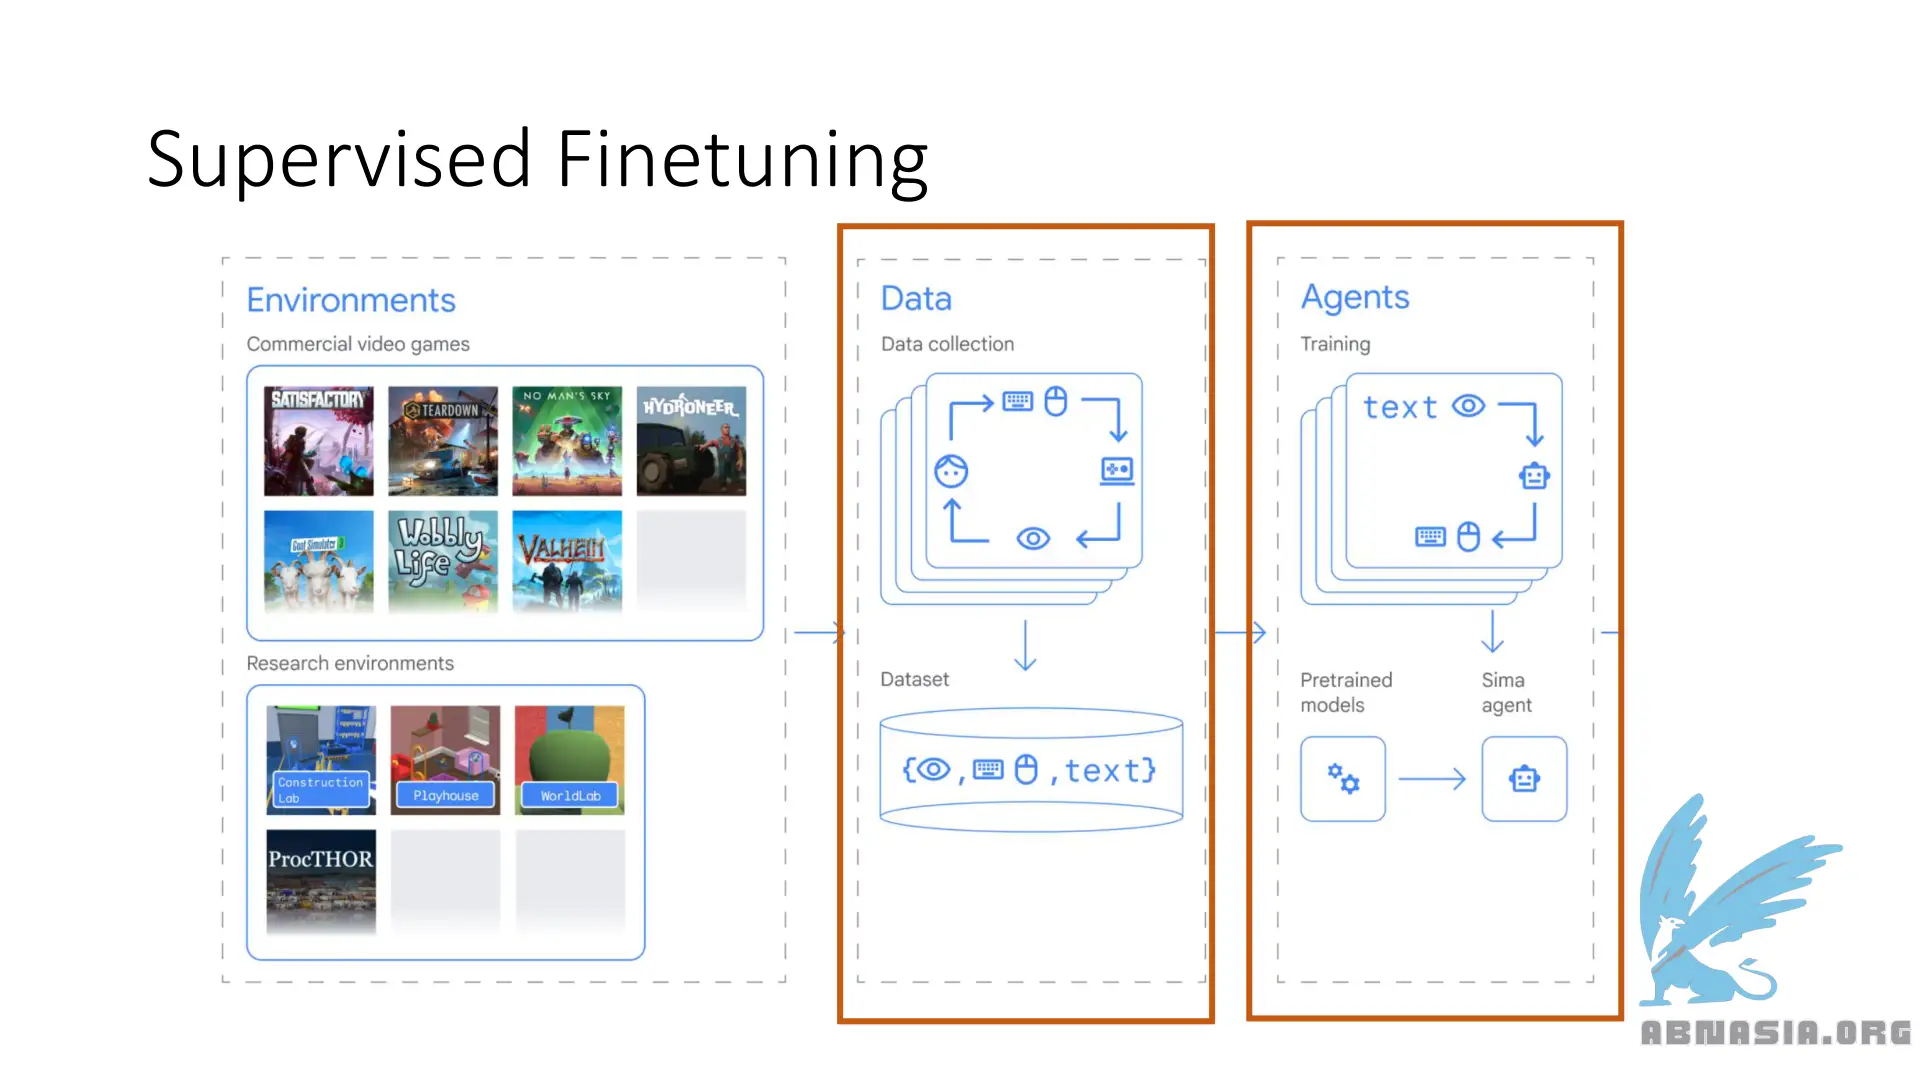 Supervised Finetuning
Environments
Commercial video games
SATISFACTORY
TEARDOWN
NO MAN'S SKY
HYDRONEER
Goat Simulator 3
Wobbly
Life
VALHEIM
Research environments
Construction
Lab
Playhouse
WorldLab
ProcTHOR
Data
Data collection
Dataset
{ , ,text}
Agents
Training
text
Pretrained
models
Sima
agent
ABNASIA.ORG